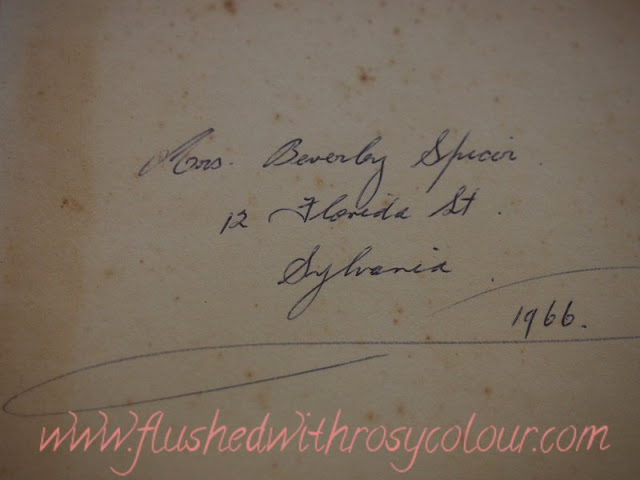 Mrs. Beverley Spicer.
12 Florida St.
Sylvania.
1966.
www.flushedwithrosycolour.com